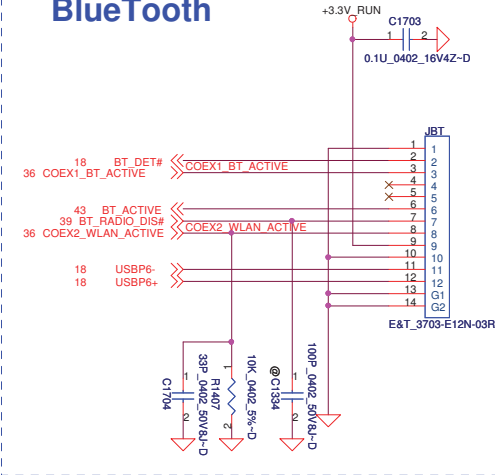 BlueTooth
+3.3V_RUN
C1703
1 2
0.1U_0402_16V4Z~D
JBT
18 BT_DET#
36 COEX1_BT_ACTIVE
COEX1_BT_ACTIVE
43 BT_ACTIVE
39 BT_RADIO_DIS#
36 COEX2_WLAN_ACTIVE
COEX2_WLAN_ACTIVE
18 USBP6-
18 USBP6+
1 1
2 2
3 3
4 4
5 5
6 6
7 7
8 8
9 9
10 10
11 11
12 12
13 G1
14 G2
E&T_3703-E12N-03R
1
2
C1704
33P_0402_50V8J~D
1
2
R1407
10K_0402_5%~D
1
2
@C1334
100P_0402_50V8J~D